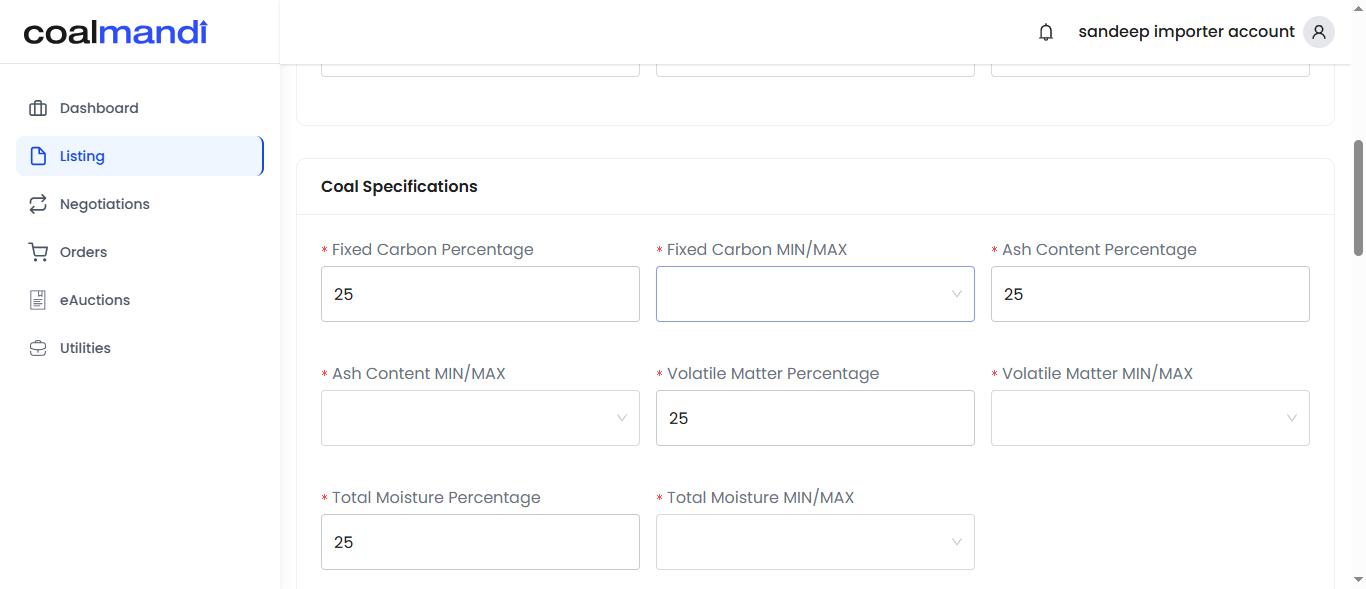 coalmandi
sandeep importer account
Dashboard
Listing
Negotiations
Orders
eAuctions
Utilities
Coal Specifications
* Fixed Carbon Percentage
* Fixed Carbon MIN/MAX
* Ash Content Percentage
25
25
* Ash Content MIN/MAX
* Volatile Matter Percentage
* Volatile Matter MIN/MAX
25
* Total Moisture Percentage
* Total Moisture MIN/MAX
25